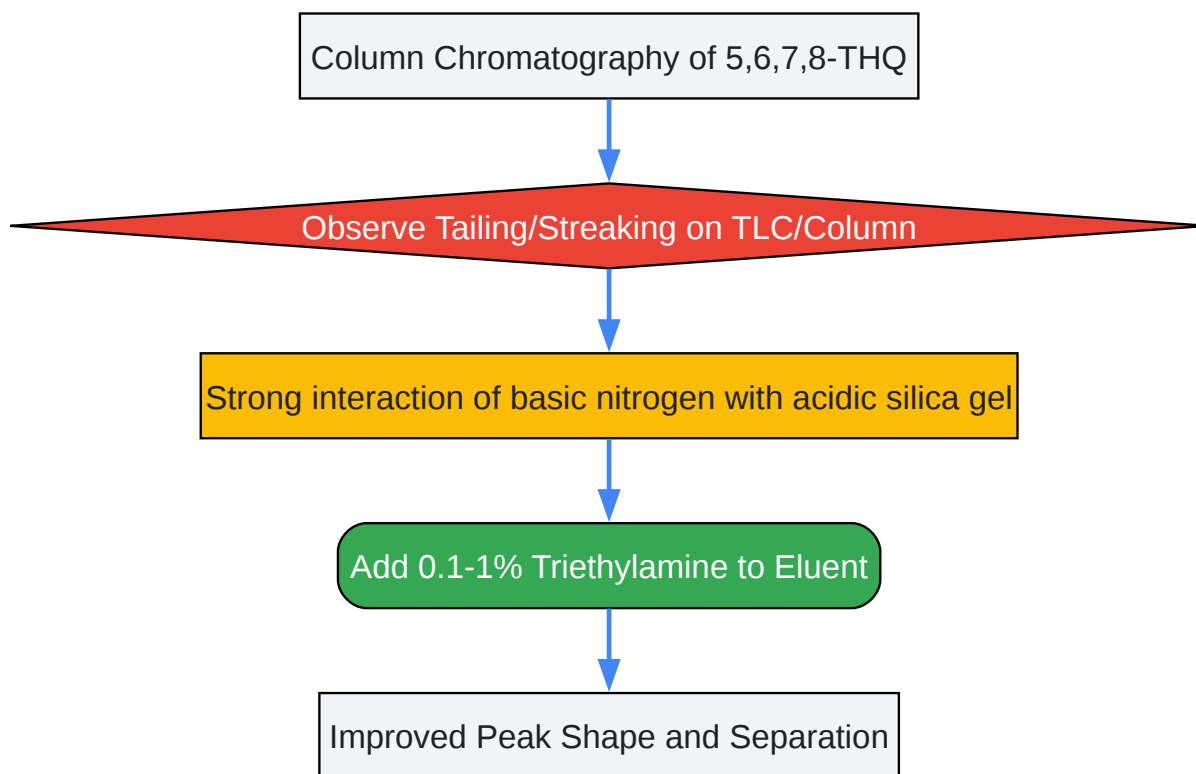 Column Chromatography of 5,6,7,8-THQ
Observe Tailing/Streaking on TLC/Column
Strong interaction of basic nitrogen with acidic silica gel
Add 0.1-1% Triethylamine to Eluent
Improved Peak Shape and Separation